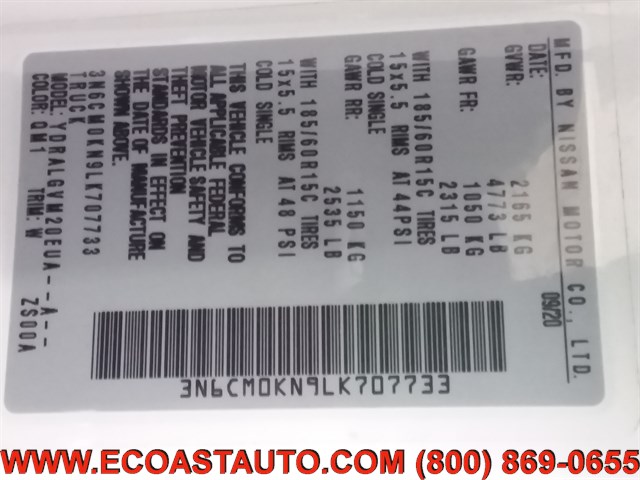 MFD. BY NISSAN MOTOR CO., LTD.
DATE: 09/20
GVWR: 2165 KG
4773 LB
GAWR FR: 1050 KG
2315 LB
WITH 185/60R15C TIRES
15x5.5 RIMS AT 44PSI
COLD SINGLE
GAWR RR: 1150 KG
2535 LB
WITH 185/60R15C TIRES
15x5.5 RIMS AT 48 PSI
COLD SINGLE
THIS VEHICLE CONFORMS TO
ALL APPLICABLE FEDERAL
MOTOR VEHICLE SAFETY AND
THEFT PREVENTION
STANDARDS IN EFFECT ON
THE DATE OF MANUFACTURE
SHOWN ABOVE.
3N6CM0KN9LK707733
TRUCK
MODEL: YDRALGVM20EUA--A--
COLOR: QM1 TRIM: W ZS00A
3N6CM0KN9LK707733
WWW.ECOASTAUTO.COM (800) 869-0655